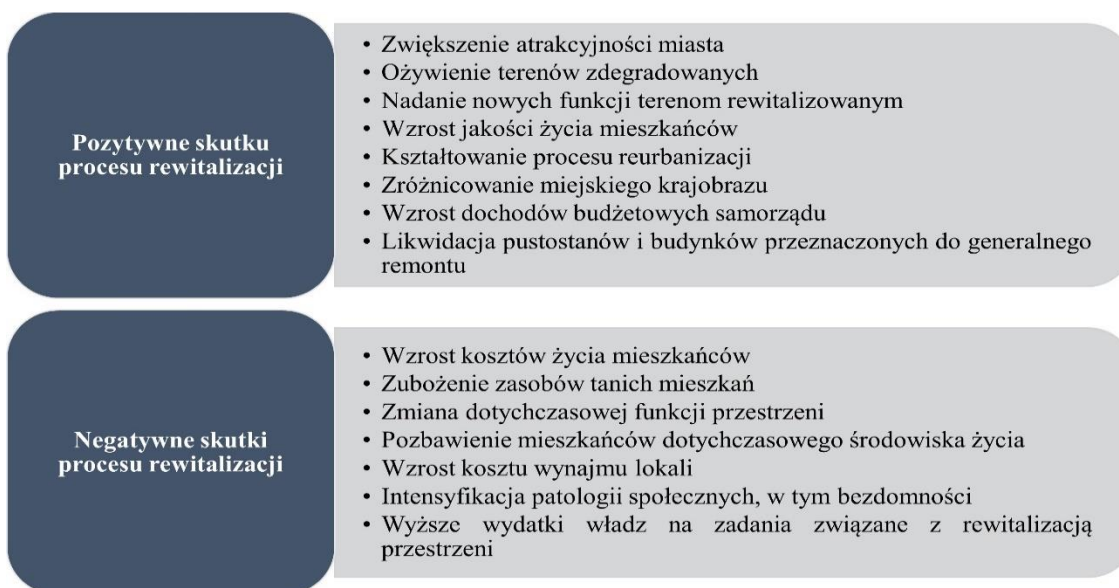 Pozytywne skutku
procesu rewitalizacji
• Zwiększenie atrakcyjności miasta
• Ożywienie terenów zdegradowanych
• Nadanie nowych funkcji terenom rewitalizowanym
• Wzrost jakości życia mieszkańców
• Kształtowanie procesu reurbanizacji
• Zróżnicowanie miejskiego krajobrazu
• Wzrost dochodów budżetowych samorządu
• Likwidacja pustostanów i budynków przeznaczonych do generalnego
remontu
Negatywne skutki
procesu rewitalizacji
• Wzrost kosztów życia mieszkańców
• Zubożenie zasobów tanich mieszkań
• Zmiana dotychczasowej funkcji przestrzeni
• Pozbawienie mieszkańców dotychczasowego środowiska życia
• Wzrost kosztu wynajmu lokali
• Intensyfikacja patologii społecznych, w tym bezdomności
• Wyższe wydatki władz na zadania związane z rewitalizacją
przestrzeni